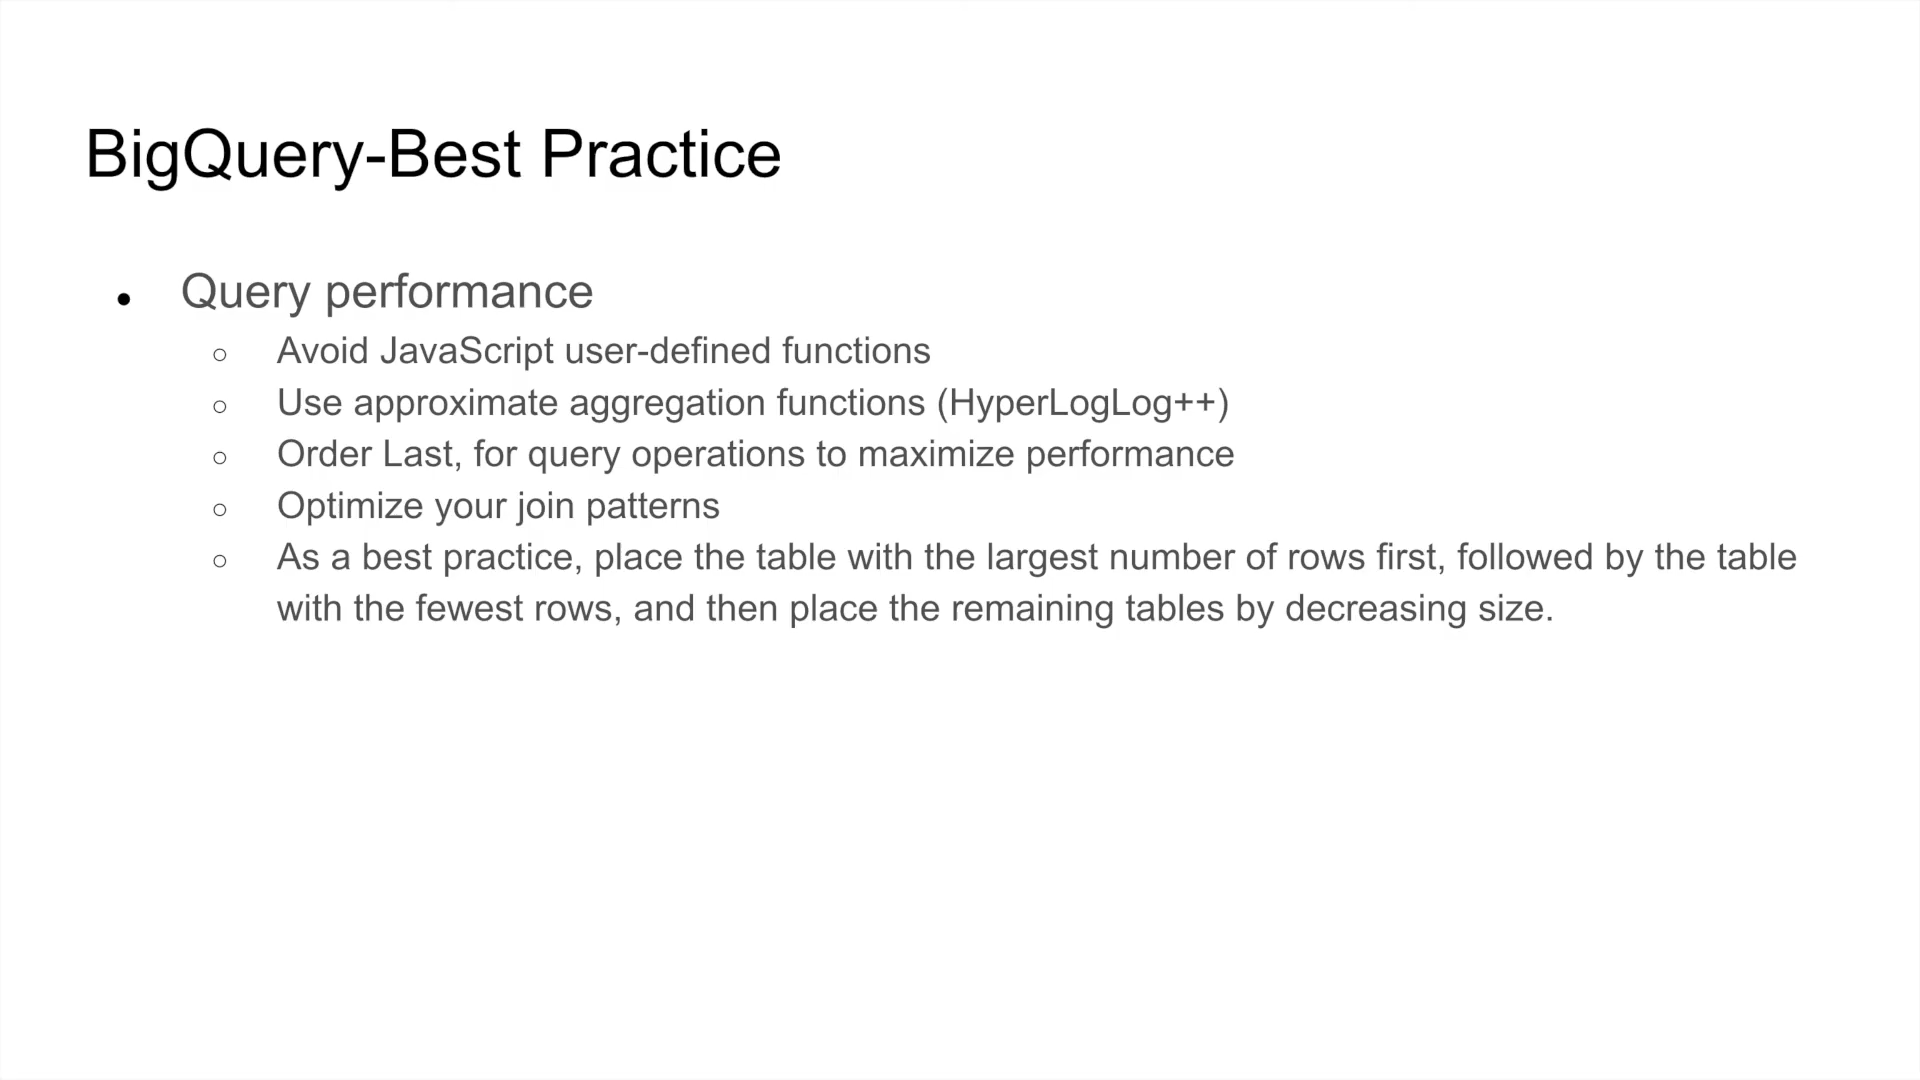 BigQuery-Best Practice
● Query performance
○ Avoid JavaScript user-defined functions
○ Use approximate aggregation functions (HyperLogLog++)
○ Order Last, for query operations to maximize performance
○ Optimize your join patterns
○ As a best practice, place the table with the largest number of rows first, followed by the table
with the fewest rows, and then place the remaining tables by decreasing size.